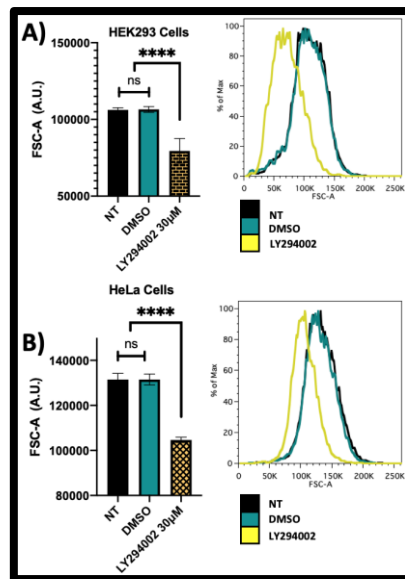 A)
HEK293 Cells
****
ns
FSC-A (A.U.)
100000
50000
NT
DMSO
LY294002 30µM
% of Max
100
80
60
40
20
0
0 50K 100K 150K 200K 250K
FSC-A
NT
DMSO
LY294002
B)
HeLa Cells
****
ns
FSC-A (A.U.)
140000
120000
100000
80000
NT
DMSO
LY294002 30µM
% of Max
100
80
60
40
20
0
0 50K 100K 150K 200K 250K
FSC-A
NT
DMSO
LY294002